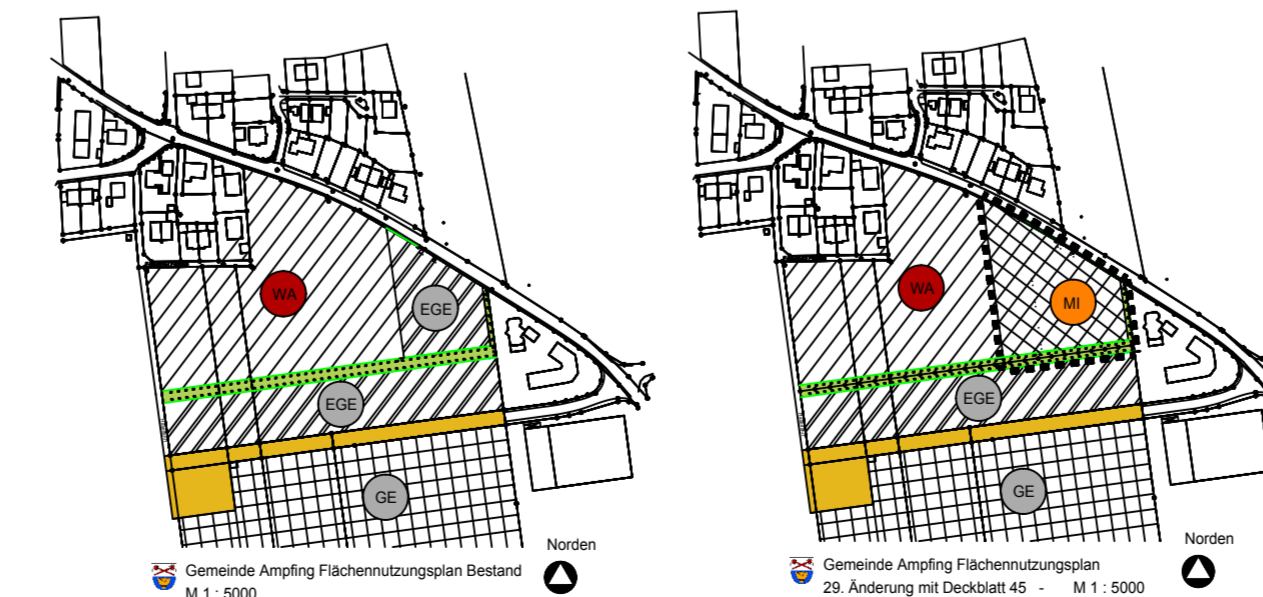 WA
EGE
EGE
GE
Norden
Gemeinde Ampfing Flächennutzungsplan Bestand
M 1 : 5000
WA
MI
EGE
GE
Norden
Gemeinde Ampfing Flächennutzungsplan
29. Änderung mit Deckblatt 45 - M 1 : 5000